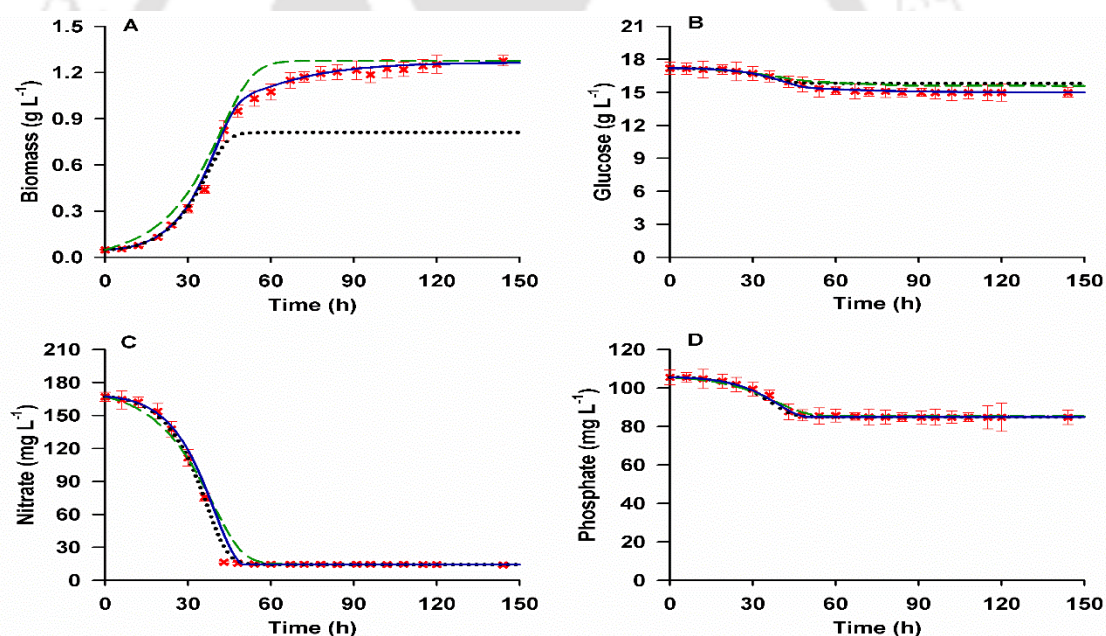 A
Biomass (g L⁻¹)
1.5
1.2
0.9
0.6
0.3
0.0
0 30 60 90 120 150
Time (h)
B
Glucose (g L⁻¹)
21
18
15
12
9
6
3
0
0 30 60 90 120 150
Time (h)
C
Nitrate (mg L⁻¹)
210
180
150
120
90
60
30
0
0 30 60 90 120 150
Time (h)
D
Phosphate (mg L⁻¹)
120
100
80
60
40
20
0
0 30 60 90 120 150
Time (h)